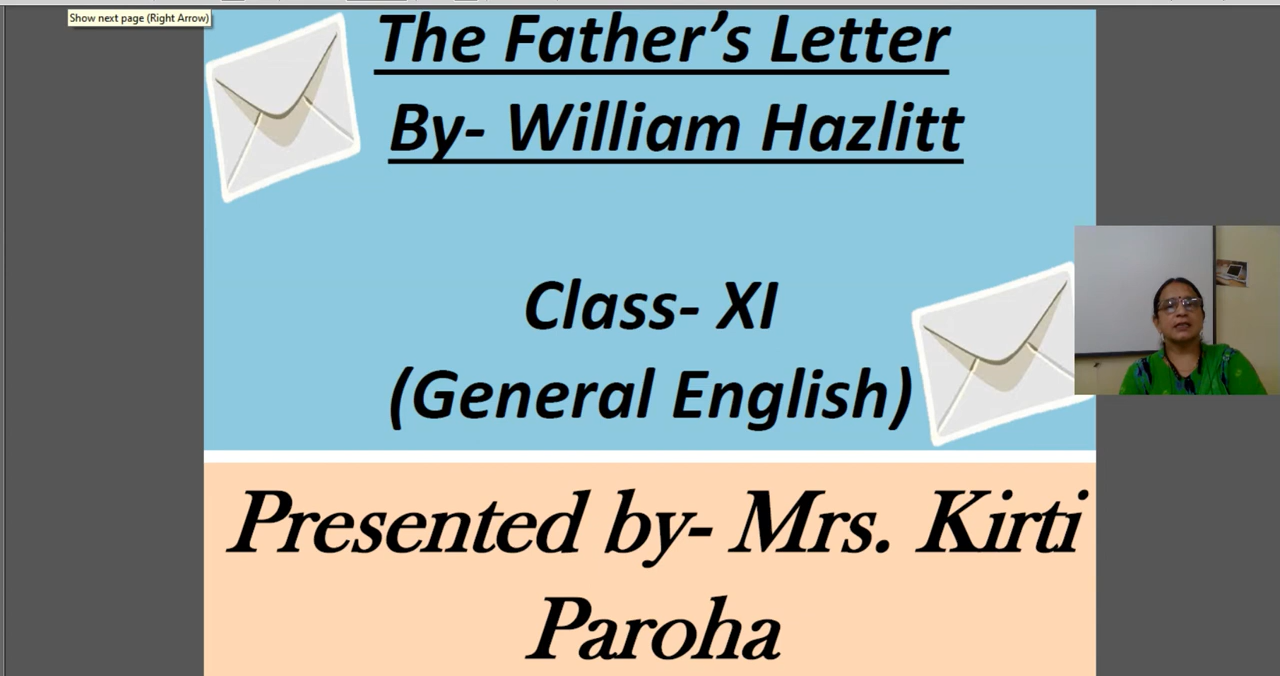 Show next page (Right Arrow)
The Father’s Letter
By- William Hazlitt
Class- XI
(General English)
Presented by- Mrs. Kirti
Paroha